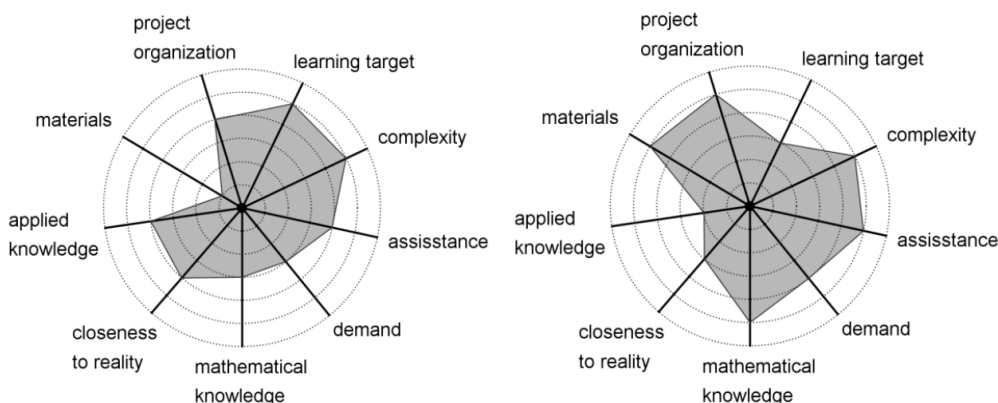 project
organization
learning target
complexity
assisstance
demand
mathematical
knowledge
closeness
to reality
applied
knowledge
materials
project
organization
learning target
complexity
assisstance
demand
mathematical
knowledge
closeness
to reality
applied
knowledge
materials